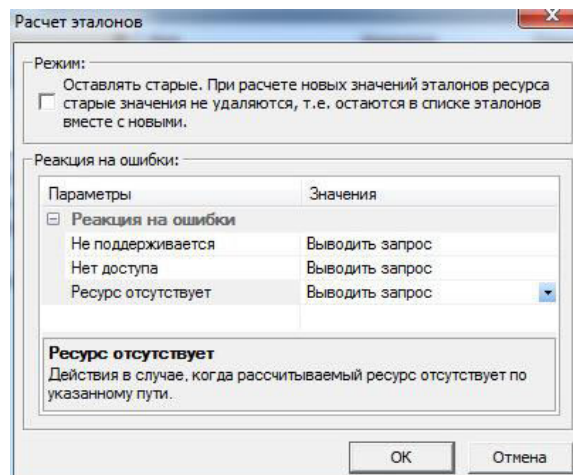 Расчет эталонов
Режим:
Оставлять старые. При расчете новых значений эталонов ресурса
старые значения не удаляются, т.е. остаются в списке эталонов
вместе с новыми.
Реакция на ошибки:
Параметры Значения
Реакция на ошибки
Не поддерживается Выводить запрос
Нет доступа Выводить запрос
Ресурс отсутствует Выводить запрос
Ресурс отсутствует
Действия в случае, когда рассчитываемый ресурс отсутствует по
указанному пути.
ОК Отмена